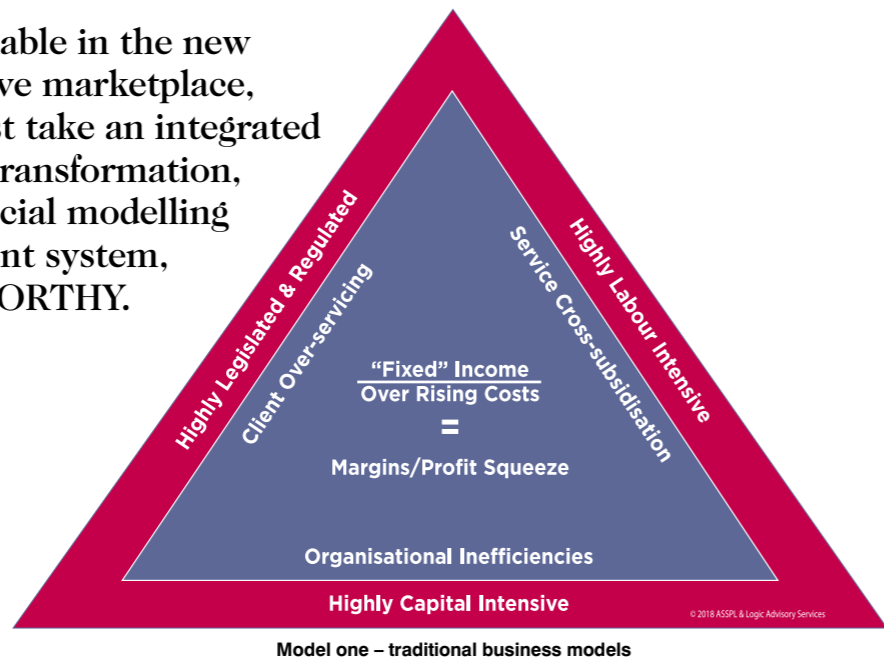 able in the new
ve marketplace,
st take an integrated
ransformation,
cial modelling
nt system,
ORTHY.
Highly Legislated & Regulated
Client Over-servicing
Service Cross-subsidisation
Highly Labour Intensive
“Fixed” Income
Over Rising Costs
=
Margins/Profit Squeeze
Organisational Inefficiencies
Highly Capital Intensive
© 2018 ASSPL & Logic Advisory Services
Model one – traditional business models